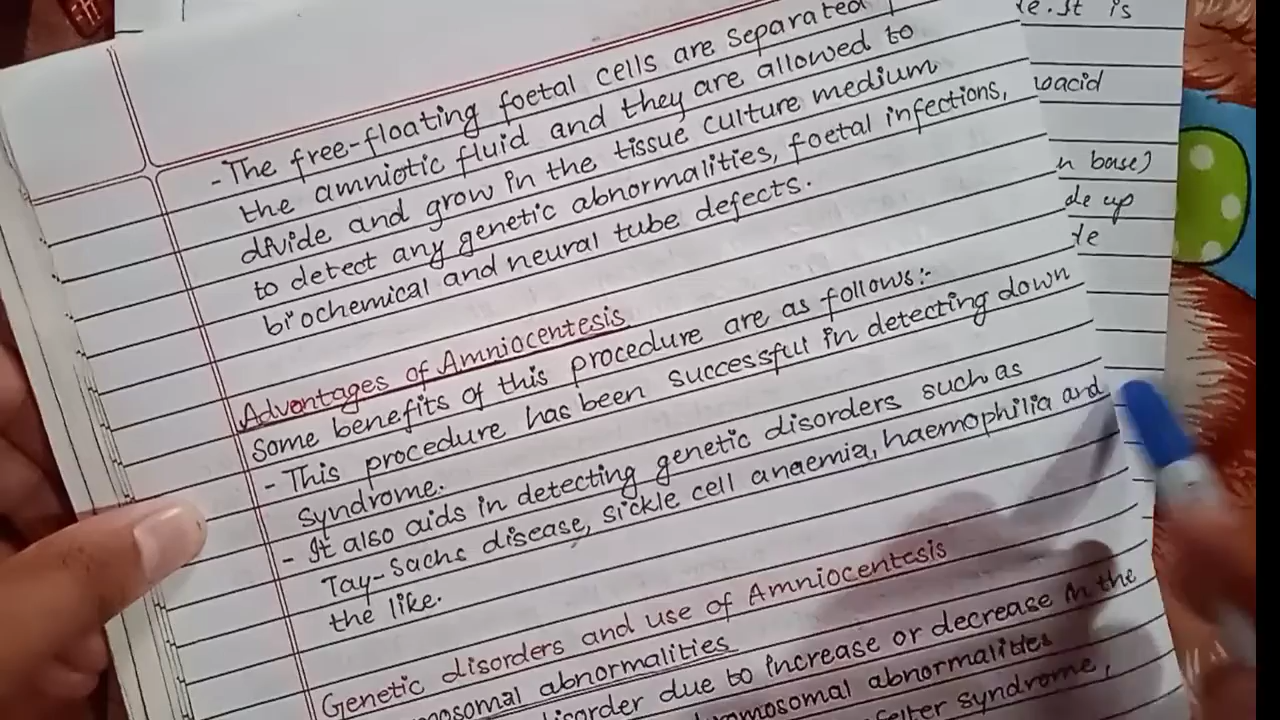 - The free-floating foetal cells are separated
the amniotic fluid and they are allowed to
divide and grow in the tissue culture medium
to detect any genetic abnormalities, foetal infections,
biochemical and neural tube defects.
Advantages of Amniocentesis
Some benefits of this procedure are as follows:-
- This procedure has been successful in detecting down
syndrome.
- It also aids in detecting genetic disorders such as
Tay-sachs disease, sickle cell anaemia, haemophilia and
the like.
Genetic disorders and use of Amniocentesis
abnormalities
disorder due to increase or decrease in the
abnormalities
syndrome,
It is
base)
up